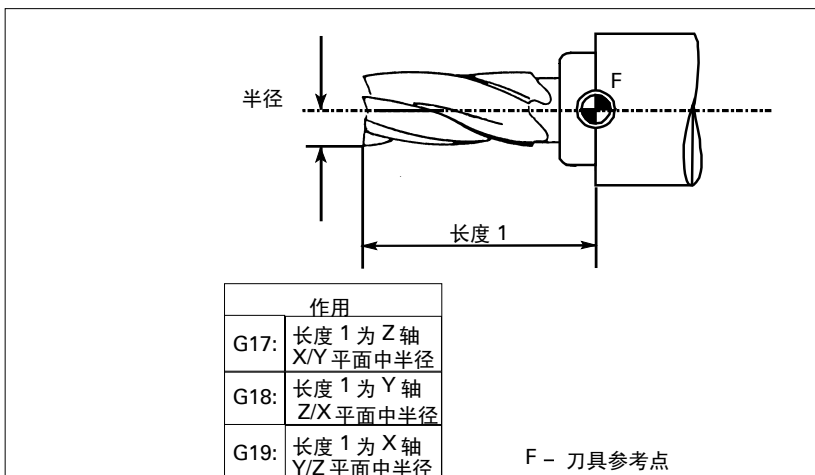 F
半径
长度 1
作用
G17: 长度 1 为 Z 轴
X/Y 平面中半径
G18: 长度 1 为 Y 轴
Z/X 平面中半径
G19: 长度 1 为 X 轴
Y/Z 平面中半径
F – 刀具参考点